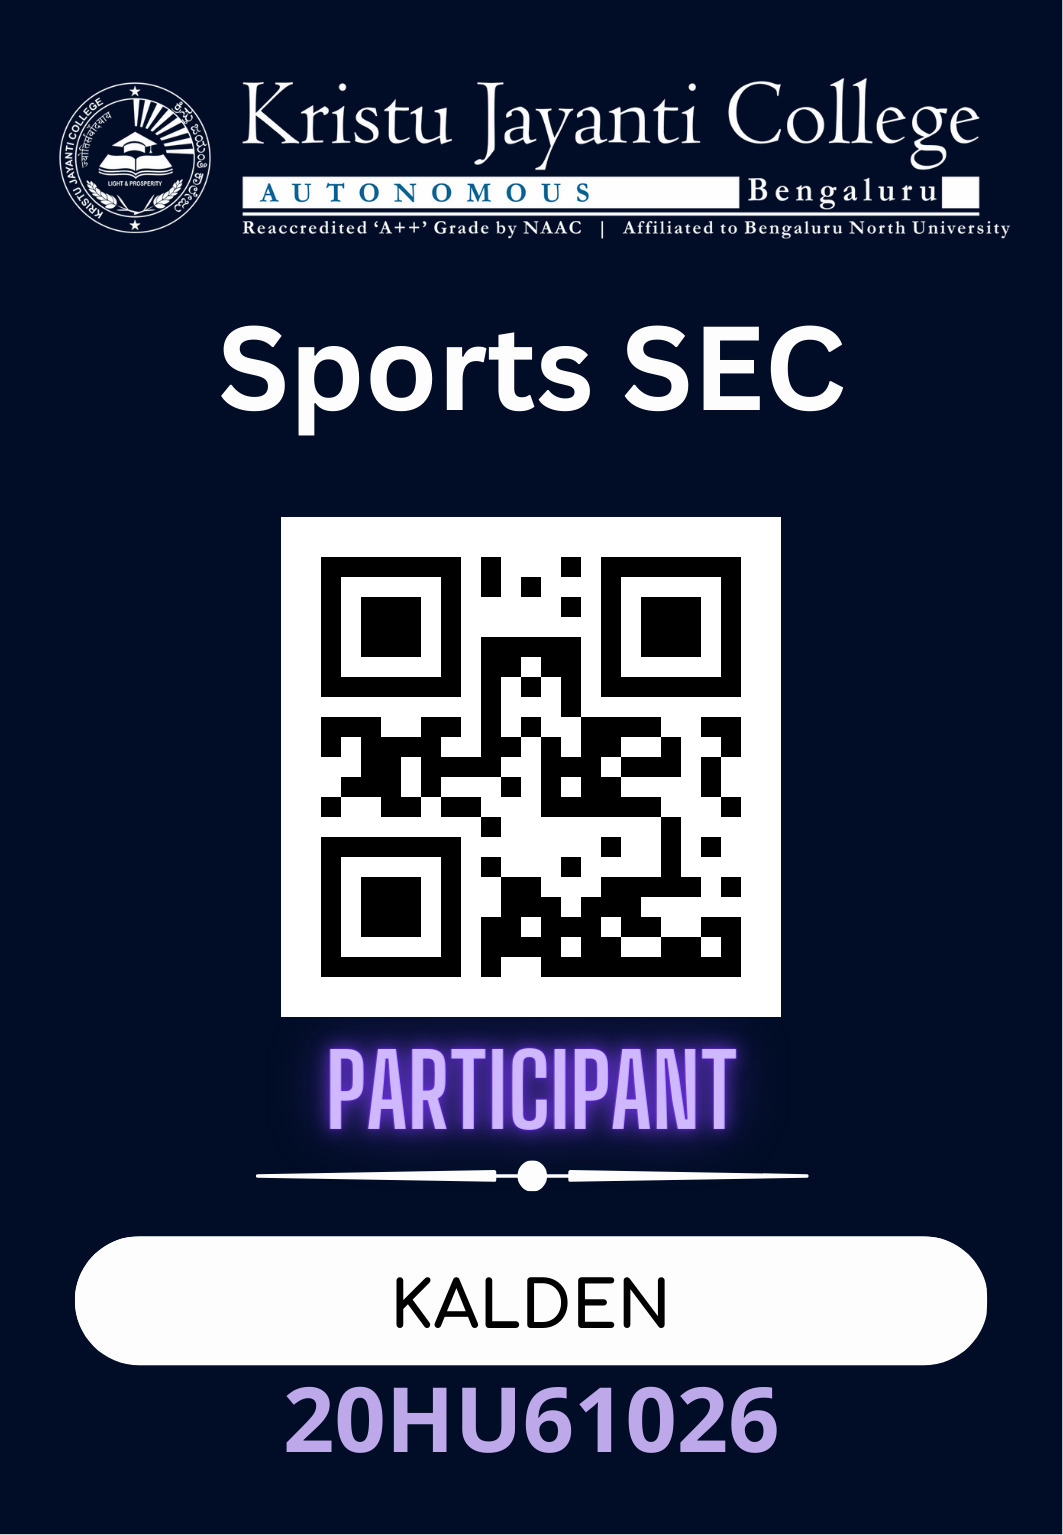 KRISTU JAYANTI COLLEGE
ಕ್ರಿಸ್ತು ಜಯಂತಿ ಕಾಲೇಜು
LIGHT & PROSPERITY
Kristu Jayanti College
AUTONOMOUS Bengaluru
Reaccredited ‘A++’ Grade by NAAC | Affiliated to Bengaluru North University
Sports SEC
PARTICIPANT
KALDEN
20HU61026